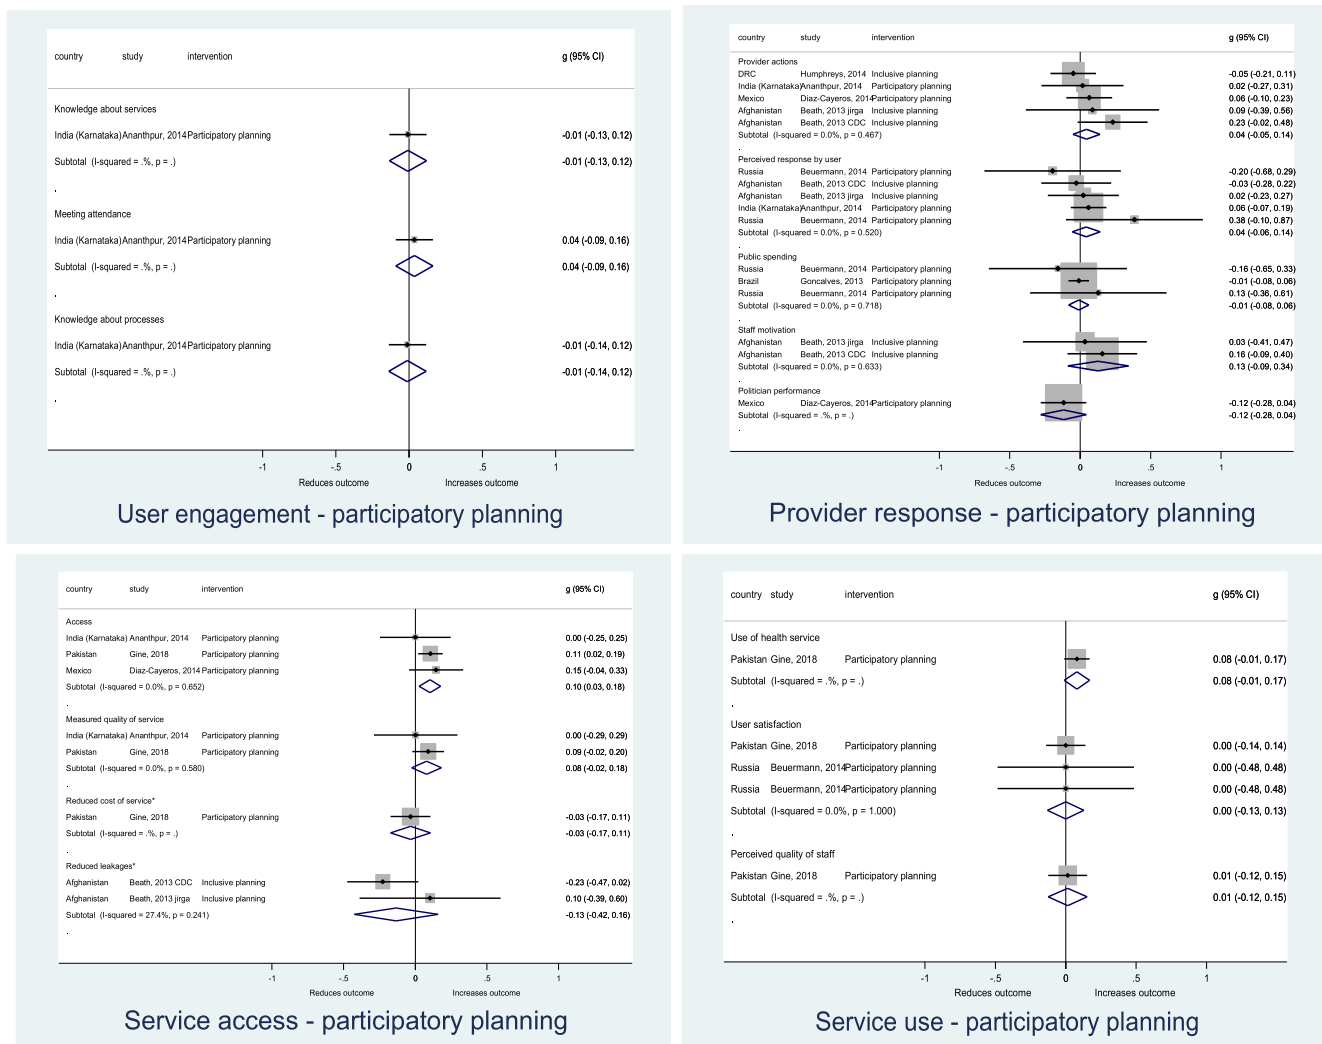 country study intervention g (95% CI)
Knowledge about services
India (Karnataka) Ananthpur, 2014 Participatory planning -0.01 (-0.13, 0.12)
Subtotal (I-squared = .%, p = .) -0.01 (-0.13, 0.12)
.
Meeting attendance
India (Karnataka) Ananthpur, 2014 Participatory planning 0.04 (-0.09, 0.16)
Subtotal (I-squared = .%, p = .) 0.04 (-0.09, 0.16)
.
Knowledge about processes
India (Karnataka) Ananthpur, 2014 Participatory planning -0.01 (-0.14, 0.12)
Subtotal (I-squared = .%, p = .) -0.01 (-0.14, 0.12)
.
-1 -.5 0 .5 1
Reduces outcome Increases outcome
User engagement - participatory planning
country study intervention g (95% CI)
Provider actions
DRC Humphreys, 2014 Inclusive planning -0.05 (-0.21, 0.11)
India (Karnataka) Ananthpur, 2014 Participatory planning 0.02 (-0.27, 0.31)
Mexico Diaz-Cayeros, 2014 Participatory planning 0.06 (-0.10, 0.23)
Afghanistan Beath, 2013 jirga Inclusive planning 0.09 (-0.39, 0.56)
Afghanistan Beath, 2013 CDC Inclusive planning 0.23 (-0.02, 0.48)
Subtotal (I-squared = 0.0%, p = 0.467) 0.04 (-0.05, 0.14)
.
Perceived response by user
Russia Beuermann, 2014 Participatory planning -0.20 (-0.68, 0.29)
Afghanistan Beath, 2013 CDC Inclusive planning -0.03 (-0.28, 0.22)
Afghanistan Beath, 2013 jirga Inclusive planning 0.02 (-0.23, 0.27)
India (Karnataka) Ananthpur, 2014 Participatory planning 0.06 (-0.07, 0.19)
Russia Beuermann, 2014 Participatory planning 0.38 (-0.10, 0.87)
Subtotal (I-squared = 0.0%, p = 0.520) 0.04 (-0.06, 0.14)
.
Public spending
Russia Beuermann, 2014 Participatory planning -0.16 (-0.65, 0.33)
Brazil Goncalves, 2013 Participatory planning -0.01 (-0.08, 0.06)
Russia Beuermann, 2014 Participatory planning 0.13 (-0.36, 0.61)
Subtotal (I-squared = 0.0%, p = 0.718) -0.01 (-0.08, 0.06)
.
Staff motivation
Afghanistan Beath, 2013 jirga Inclusive planning 0.03 (-0.41, 0.47)
Afghanistan Beath, 2013 CDC Inclusive planning 0.16 (-0.09, 0.40)
Subtotal (I-squared = 0.0%, p = 0.633) 0.13 (-0.09, 0.34)
.
Politician performance
Mexico Diaz-Cayeros, 2014 Participatory planning -0.12 (-0.28, 0.04)
Subtotal (I-squared = .%, p = .) -0.12 (-0.28, 0.04)
.
-1 -.5 0 .5 1
Reduces outcome Increases outcome
Provider response - participatory planning
country study intervention g (95% CI)
Access
India (Karnataka) Ananthpur, 2014 Participatory planning 0.00 (-0.25, 0.25)
Pakistan Gine, 2018 Participatory planning 0.11 (0.02, 0.19)
Mexico Diaz-Cayeros, 2014 Participatory planning 0.15 (-0.04, 0.33)
Subtotal (I-squared = 0.0%, p = 0.652) 0.10 (0.03, 0.18)
.
Measured quality of service
India (Karnataka) Ananthpur, 2014 Participatory planning 0.00 (-0.29, 0.29)
Pakistan Gine, 2018 Participatory planning 0.09 (-0.02, 0.20)
Subtotal (I-squared = 0.0%, p = 0.580) 0.08 (-0.02, 0.18)
.
Reduced cost of service*
Pakistan Gine, 2018 Participatory planning -0.03 (-0.17, 0.11)
Subtotal (I-squared = .%, p = .) -0.03 (-0.17, 0.11)
.
Reduced leakages*
Afghanistan Beath, 2013 CDC Inclusive planning -0.23 (-0.47, 0.02)
Afghanistan Beath, 2013 jirga Inclusive planning 0.10 (-0.39, 0.60)
Subtotal (I-squared = 27.4%, p = 0.241) -0.13 (-0.42, 0.16)
.
-1 -.5 0 .5 1
Reduces outcome Increases outcome
Service access - participatory planning
country study intervention g (95% CI)
Use of health service
Pakistan Gine, 2018 Participatory planning 0.08 (-0.01, 0.17)
Subtotal (I-squared = .%, p = .) 0.08 (-0.01, 0.17)
.
User satisfaction
Pakistan Gine, 2018 Participatory planning 0.00 (-0.14, 0.14)
Russia Beuermann, 2014 Participatory planning 0.00 (-0.48, 0.48)
Russia Beuermann, 2014 Participatory planning 0.00 (-0.48, 0.48)
Subtotal (I-squared = 0.0%, p = 1.000) 0.00 (-0.13, 0.13)
.
Perceived quality of staff
Pakistan Gine, 2018 Participatory planning 0.01 (-0.12, 0.15)
Subtotal (I-squared = .%, p = .) 0.01 (-0.12, 0.15)
.
-1 -.5 0 .5 1
Reduces outcome Increases outcome
Service use - participatory planning